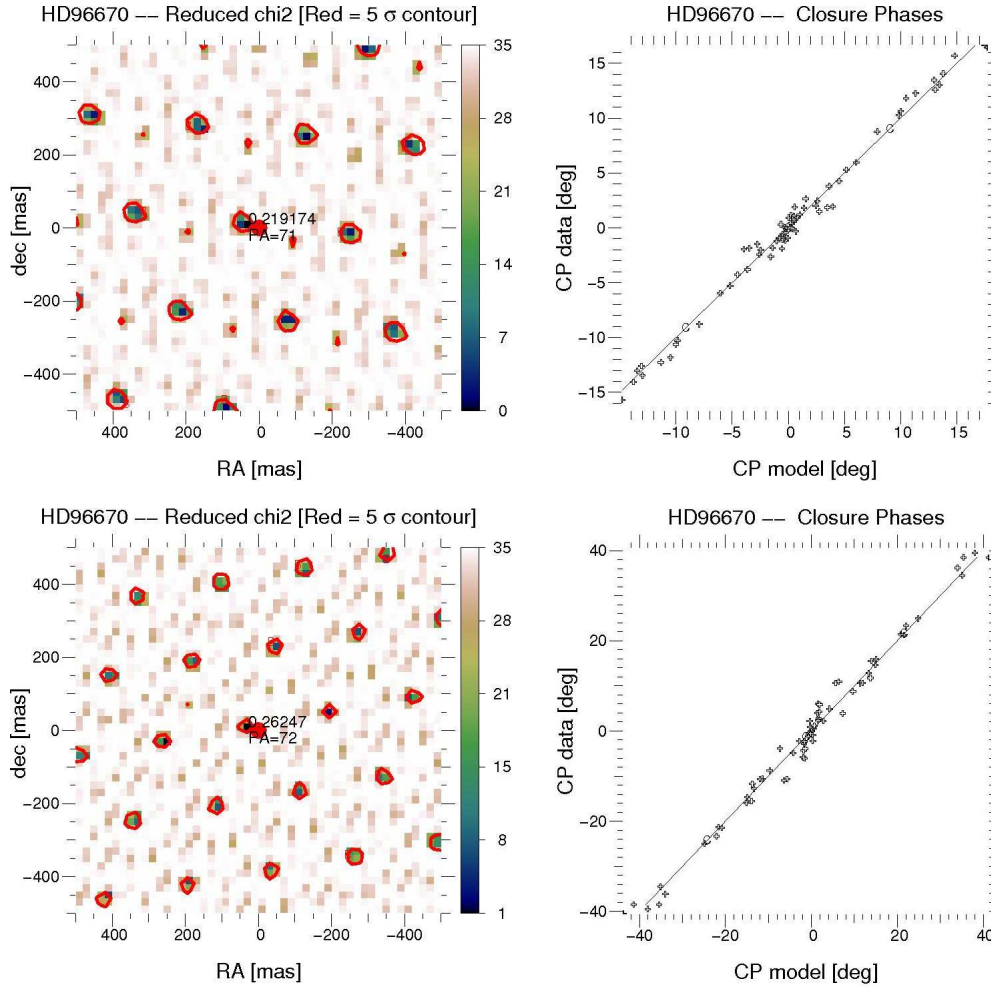 HD96670 -- Reduced chi2 [Red = 5 σ contour]
35
28
21
14
7
0
400
200
0
-200
-400
dec [mas]
0.219174
PA=71
400 200 0 -200 -400
RA [mas]
HD96670 -- Closure Phases
15
10
5
0
-5
-10
-15
CP data [deg]
-10 -5 0 5 10 15
CP model [deg]
HD96670 -- Reduced chi2 [Red = 5 σ contour]
35
28
21
15
8
1
400
200
0
-200
-400
dec [mas]
0.26247
PA=72
400 200 0 -200 -400
RA [mas]
HD96670 -- Closure Phases
40
20
0
-20
-40
CP data [deg]
-40 -20 0 20 40
CP model [deg]